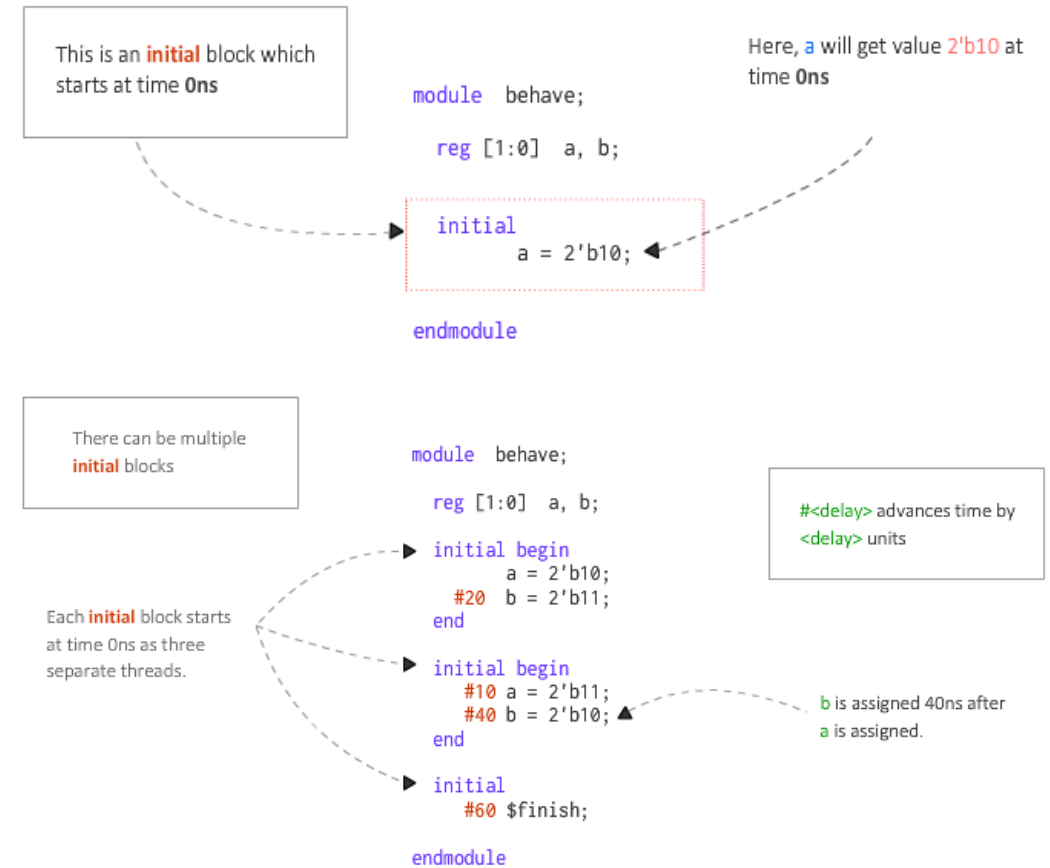 This is an initial block which
starts at time 0ns
Here, a will get value 2'b10 at
time 0ns
module behave;
reg [1:0] a, b;
initial
a = 2'b10;
endmodule
There can be multiple
initial blocks
module behave;
reg [1:0] a, b;
initial begin
a = 2'b10;
#20 b = 2'b11;
end
initial begin
#10 a = 2'b11;
#40 b = 2'b10;
end
initial
#60 $finish;
endmodule
#<delay> advances time by
<delay> units
Each initial block starts
at time 0ns as three
separate threads.
b is assigned 40ns after
a is assigned.